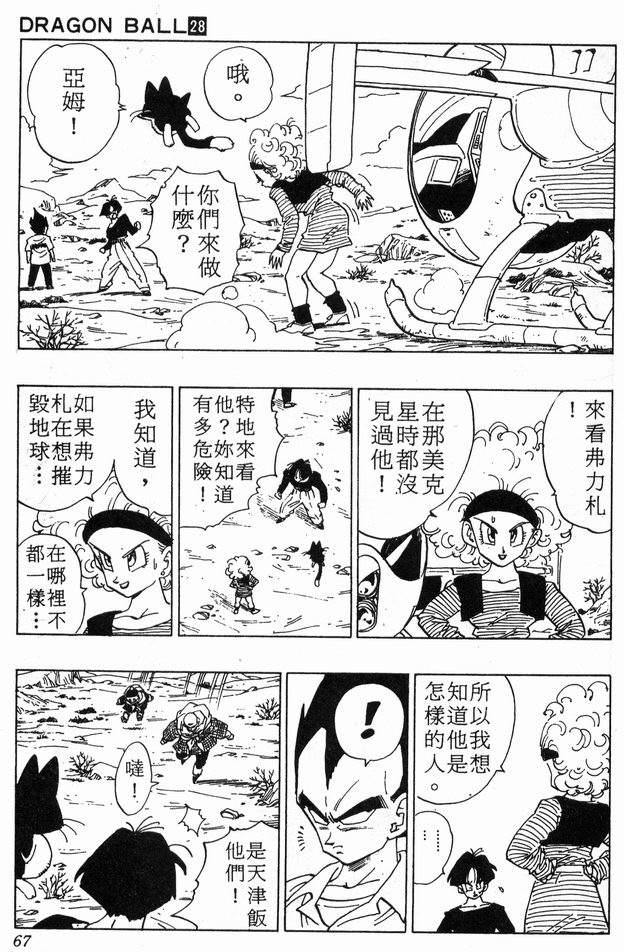 DRAGON BALL 28
哦。
亞姆！
你們來做
什麼？
來看弗力札
！
在那美克
星時都沒
見過他！
特地來看
他？妳知道
有多危險！
我知道，
如果弗力
札在想摧
毀地球…
在哪裡不
都一樣…
所以我想
知道他是
怎樣的人
。
……
！
噠！
是天津飯
他們！
67